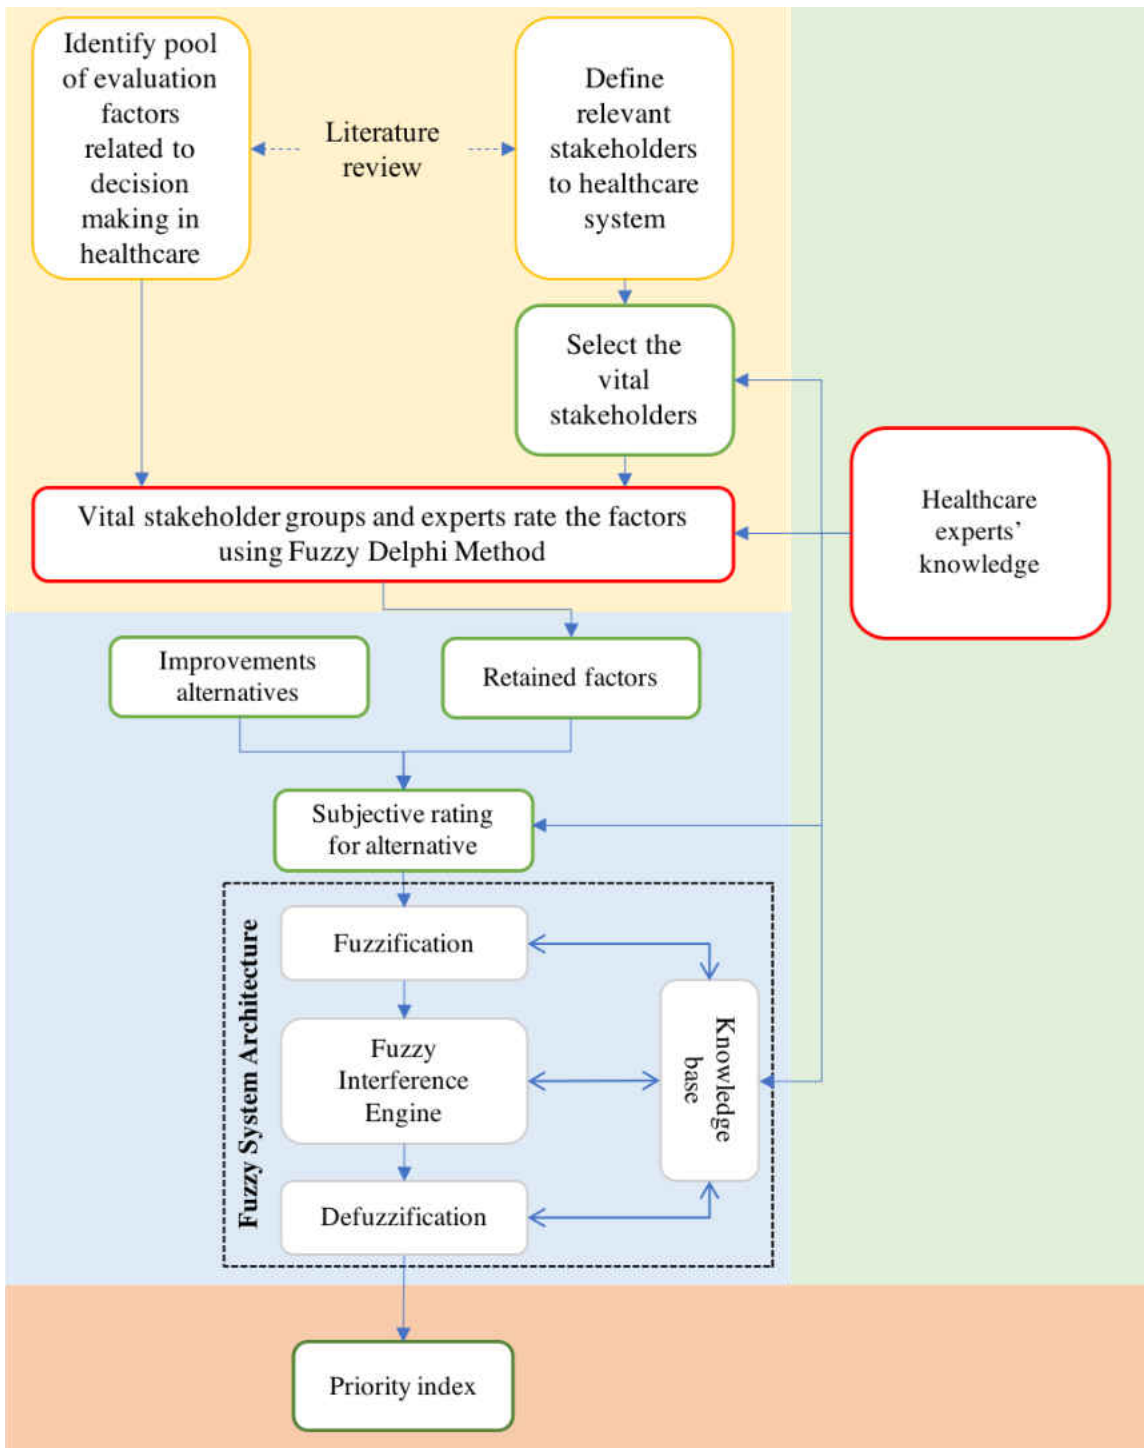 Identify pool
of evaluation
factors
related to
decision
making in
healthcare
Literature
review
Define
relevant
stakeholders
to healthcare
system
Select the
vital
stakeholders
Vital stakeholder groups and experts rate the factors
using Fuzzy Delphi Method
Healthcare
experts’
knowledge
Improvements
alternatives
Retained factors
Subjective rating
for alternative
Fuzzy System Architecture
Fuzzification
Fuzzy
Interference
Engine
Knowledge
base
Defuzzification
Priority index